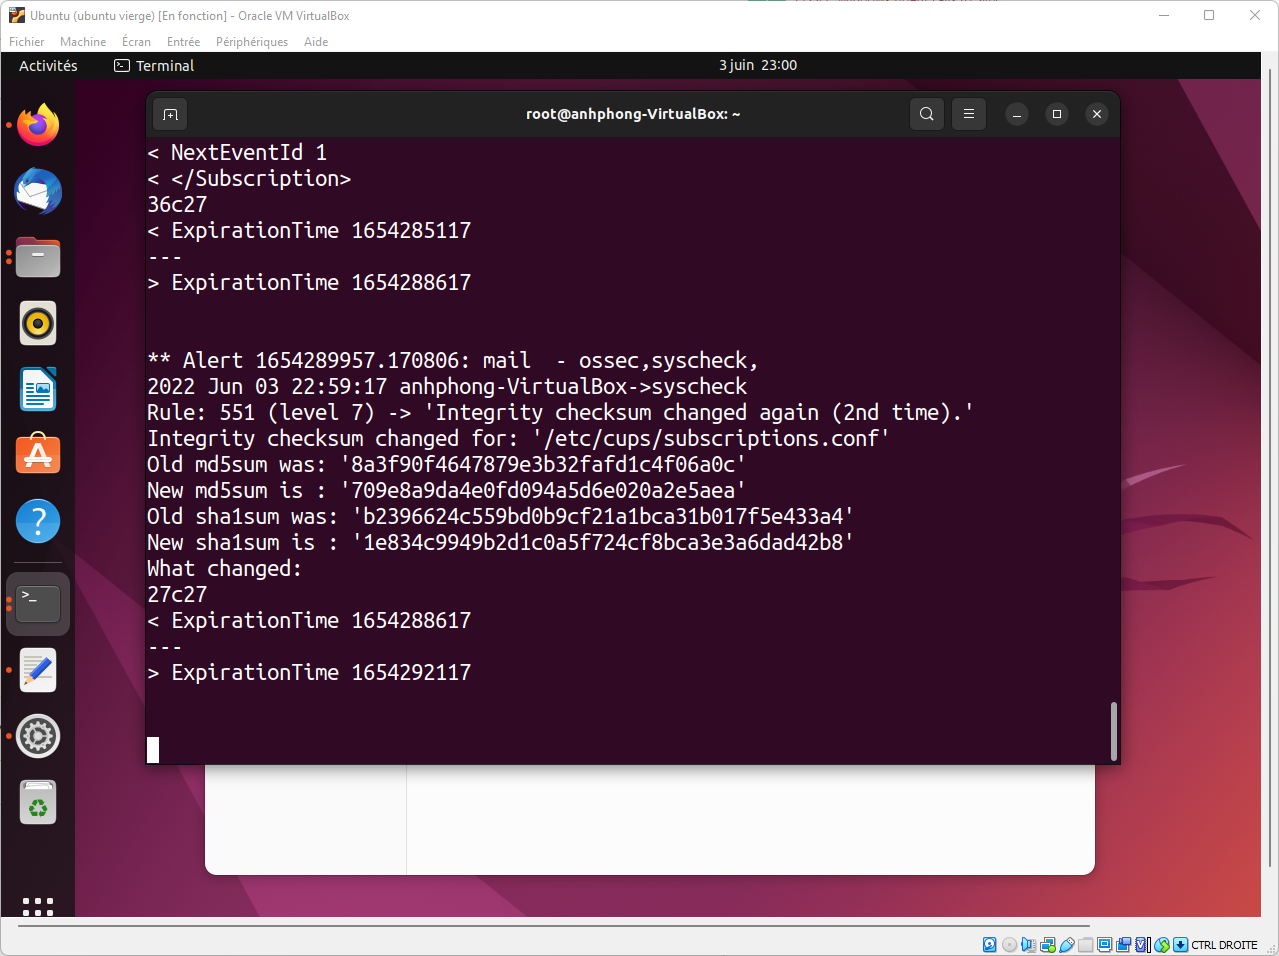 Ubuntu (ubuntu vierge) [En fonction] - Oracle VM VirtualBox
Fichier Machine Écran Entrée Périphériques Aide
Activités Terminal 3 juin 23:00
root@anhphong-VirtualBox: ~
< NextEventId 1
< </Subscription>
36c27
< ExpirationTime 1654285117
---
> ExpirationTime 1654288617
** Alert 1654289957.170806: mail  - ossec,syscheck,
2022 Jun 03 22:59:17 anhphong-VirtualBox->syscheck
Rule: 551 (level 7) -> 'Integrity checksum changed again (2nd time).'
Integrity checksum changed for: '/etc/cups/subscriptions.conf'
Old md5sum was: '8a3f90f4647879e3b32fafd1c4f06a0c'
New md5sum is : '709e8a9da4e0fd094a5d6e020a2e5aea'
Old sha1sum was: 'b2396624c559bd0b9cf21a1bca31b017f5e433a4'
New sha1sum is : '1e834c9949b2d1c0a5f724cf8bca3e3a6dad42b8'
What changed:
27c27
< ExpirationTime 1654288617
---
> ExpirationTime 1654292117
CTRL DROITE